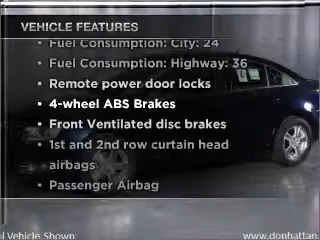 VEHICLE FEATURES
• Fuel Consumption: City: 24
• Fuel Consumption: Highway: 36
• Remote power door locks
• 4-wheel ABS Brakes
• Front Ventilated disc brakes
• 1st and 2nd row curtain head
airbags
• Passenger Airbag
Vehicle Shown
www.donhattan.